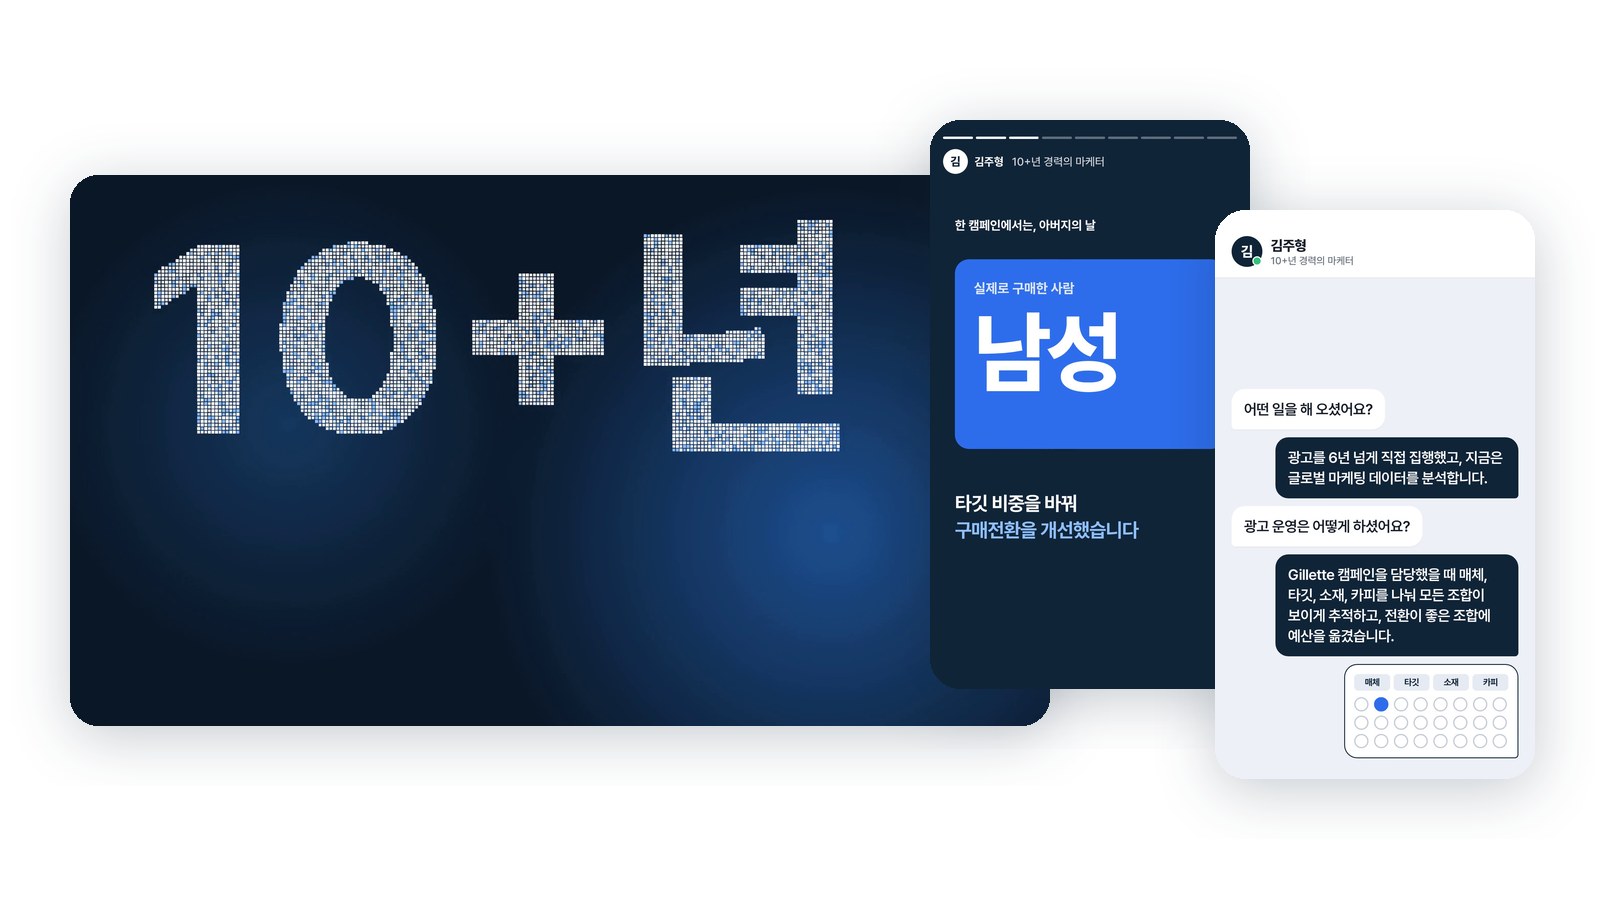 10+년
김
김주형 10+년 경력의 마케터
한 캠페인에서는, 아버지의 날
실제로 구매한 사람
남성
타깃 비중을 바꿔
구매전환을 개선했습니다
김
김주형
10+년 경력의 마케터
어떤 일을 해 오셨어요?
광고를 6년 넘게 직접 집행했고, 지금은
글로벌 마케팅 데이터를 분석합니다.
광고 운영은 어떻게 하셨어요?
Gillette 캠페인을 담당했을 때 매체,
타깃, 소재, 카피를 나눠 모든 조합이
보이게 추적하고, 전환이 좋은 조합에
예산을 옮겼습니다.
매체 타깃 소재 카피